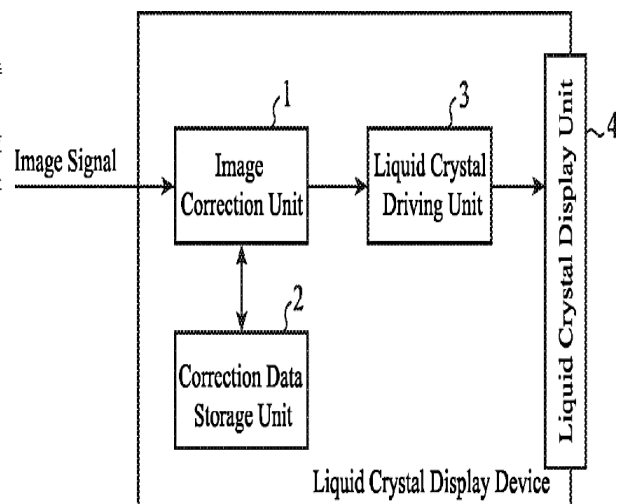 1
3
4
Image Signal
Image
Correction Unit
Liquid Crystal
Driving Unit
Liquid Crystal Display Unit
2
Correction Data
Storage Unit
Liquid Crystal Display Device